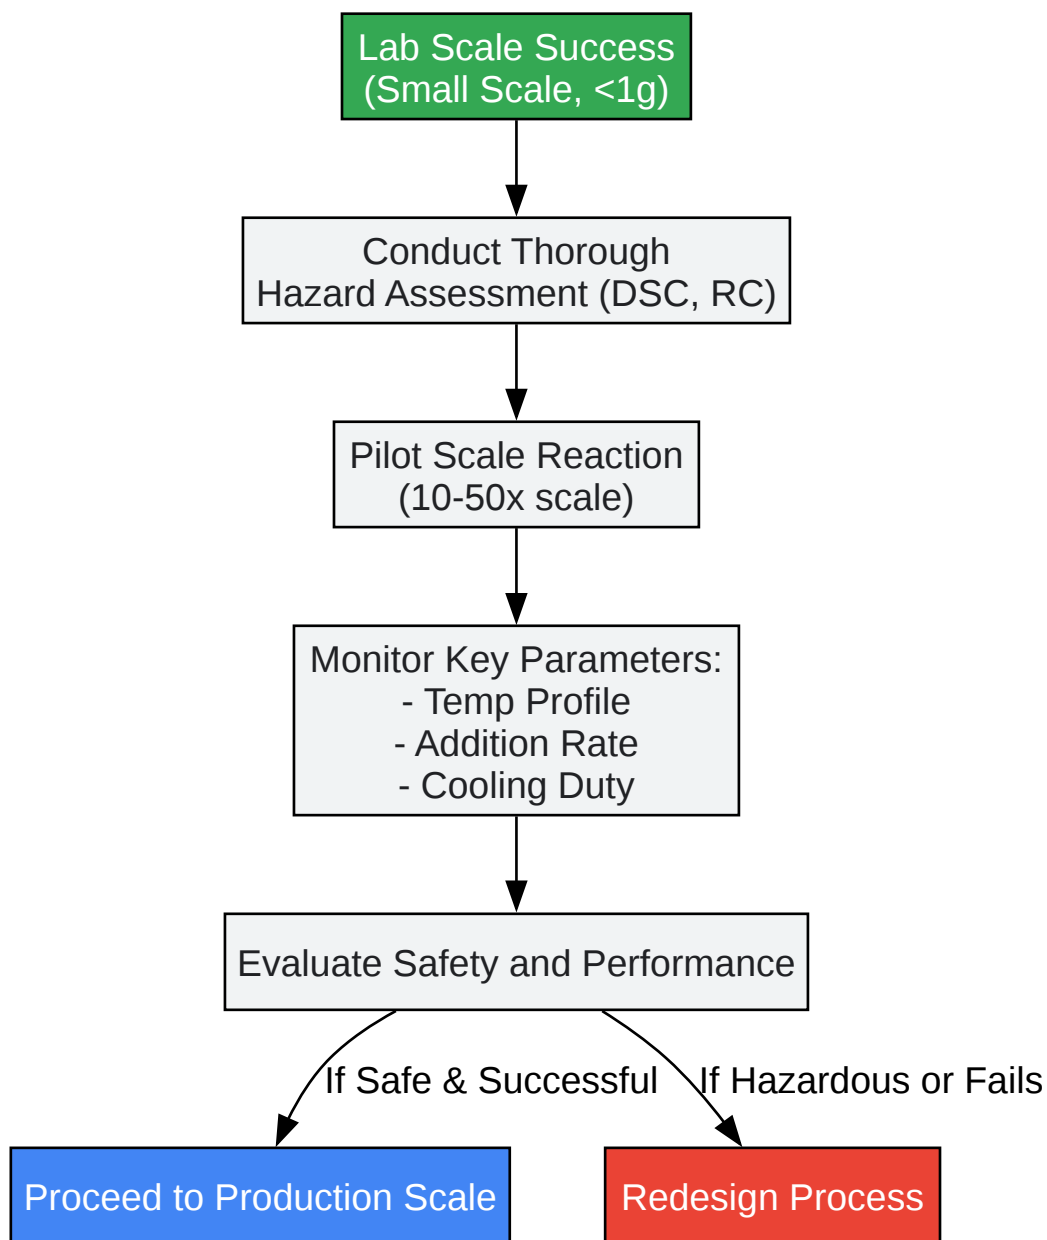 Lab Scale Success
(Small Scale, <1g)
Conduct Thorough
Hazard Assessment (DSC, RC)
Pilot Scale Reaction
(10-50x scale)
Monitor Key Parameters:
- Temp Profile
- Addition Rate
- Cooling Duty
Evaluate Safety and Performance
If Safe & Successful
If Hazardous or Fails
Proceed to Production Scale
Redesign Process